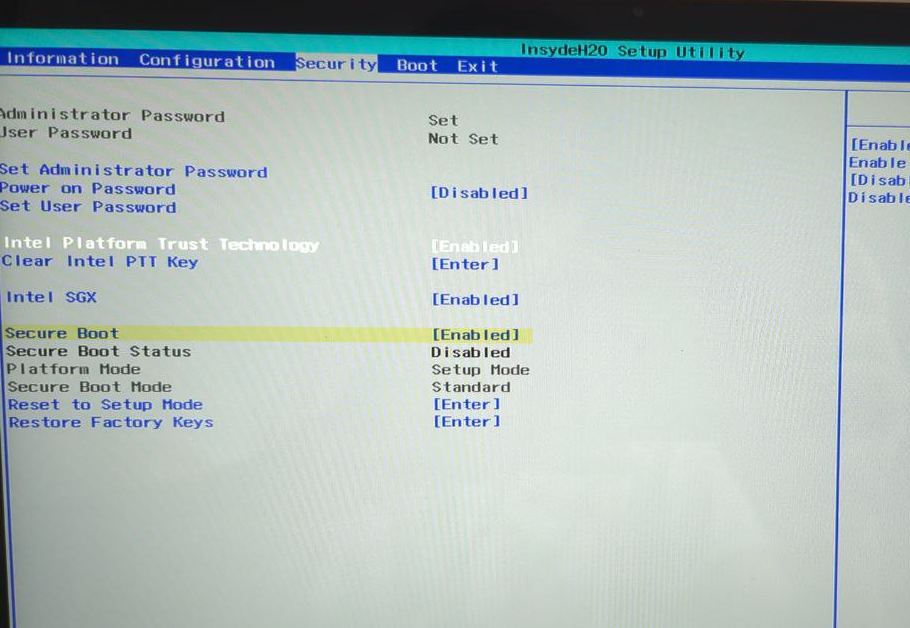 InsydeH20 Setup Utility
Information Configuration Security Boot Exit
Administrator Password Set
User Password Not Set
Set Administrator Password
Power on Password [Disabled]
Set User Password
Intel Platform Trust Technology [Enabled]
Clear Intel PTT Key [Enter]
Intel SGX [Enabled]
Secure Boot [Enabled]
Secure Boot Status Disabled
Platform Mode Setup Mode
Secure Boot Mode Standard
Reset to Setup Mode [Enter]
Restore Factory Keys [Enter]
Enable